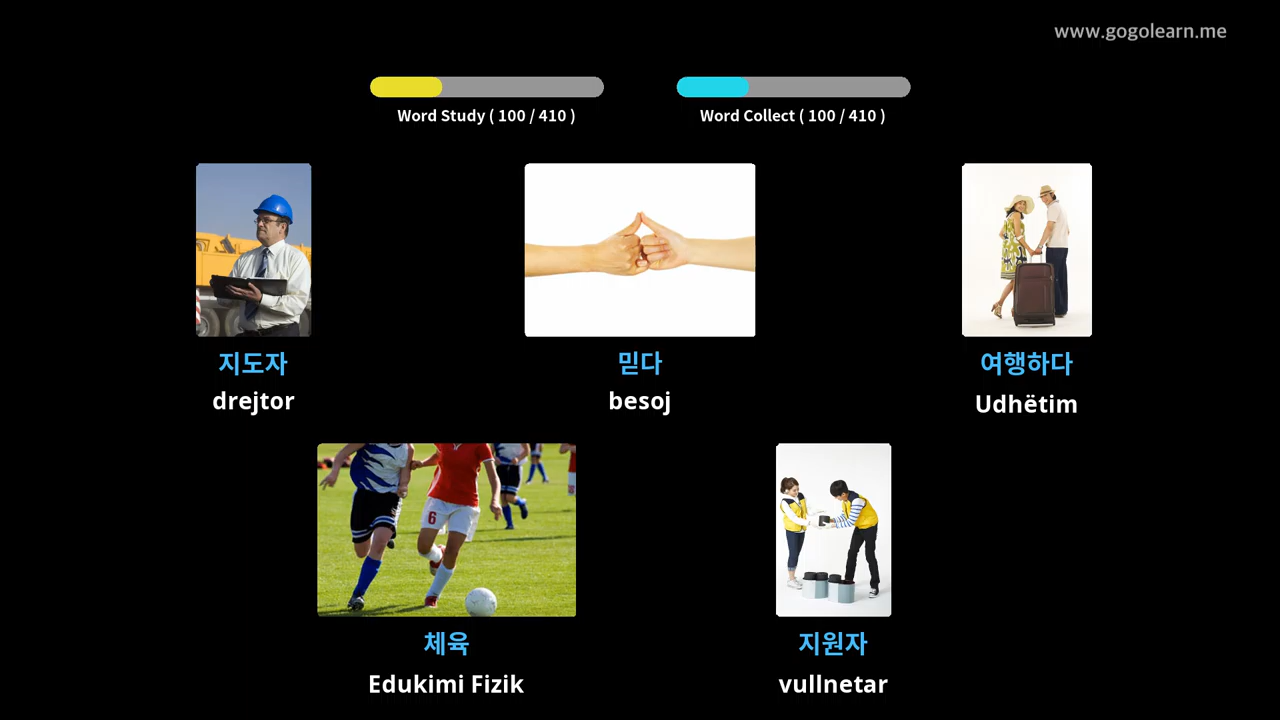 www.gogolearn.me
Word Study ( 100 / 410 )
Word Collect ( 100 / 410 )
지도자
drejtor
믿다
besoj
여행하다
Udhëtim
체육
Edukimi Fizik
지원자
vullnetar
6